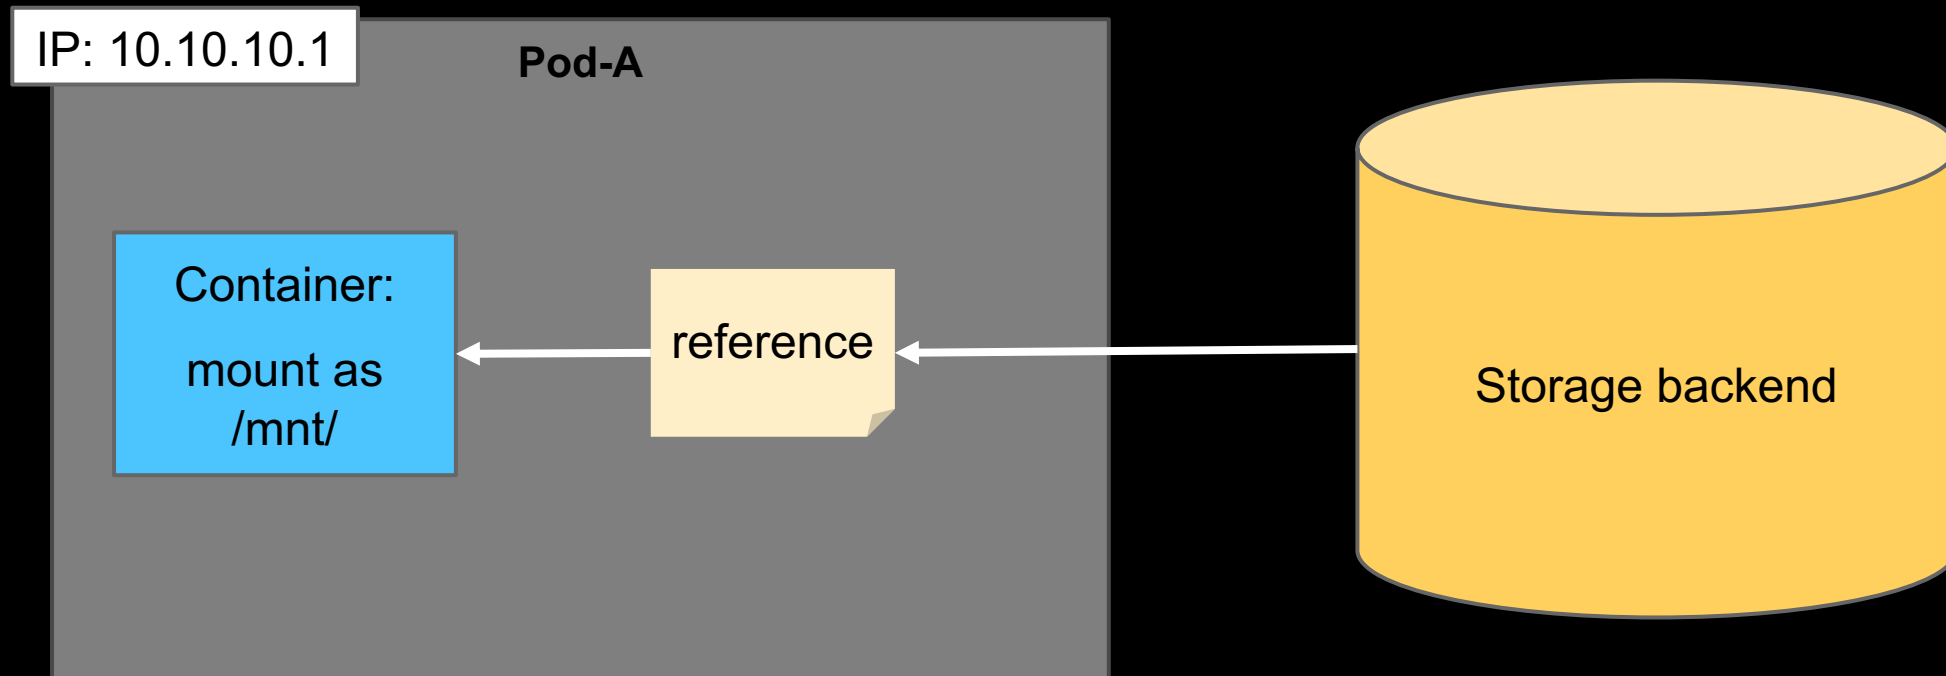 IP: 10.10.10.1
Pod-A
Container:
mount as
/mnt/
reference
Storage backend